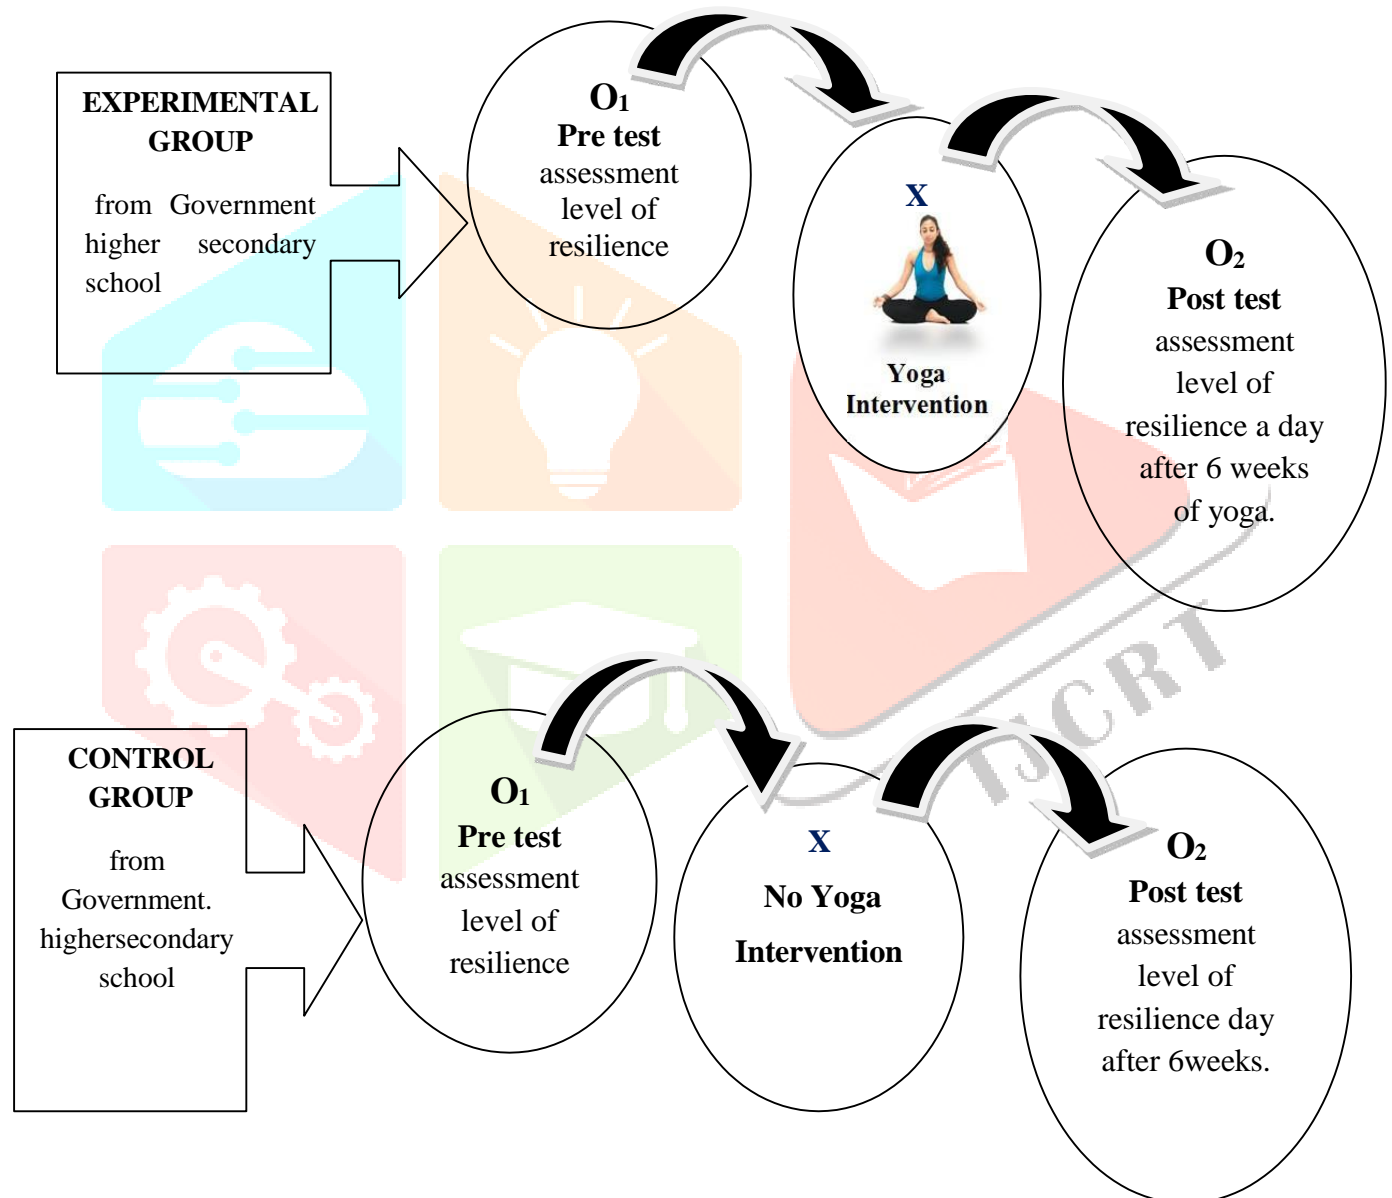 EXPERIMENTAL
GROUP
from Government
higher secondary
school
O₁
Pre test
assessment
level of
resilience
X
Yoga
Intervention
O₂
Post test
assessment
level of
resilience a day
after 6 weeks
of yoga.
CONTROL
GROUP
from
Government.
highersecondary
school
O₁
Pre test
assessment
level of
resilience
X
No Yoga
Intervention
O₂
Post test
assessment
level of
resilience day
after 6weeks.
IJCRT